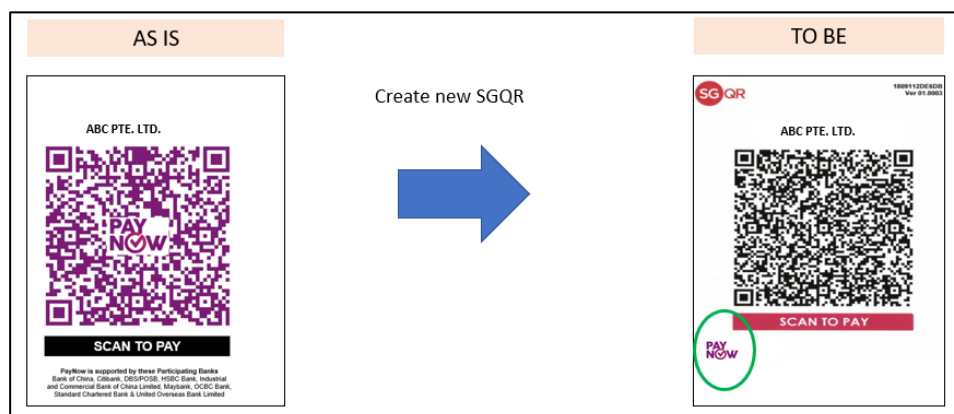 AS IS
TO BE
Create new SGQR
ABC PTE. LTD.
PAY
NOW
SCAN TO PAY
PayNow is supported by these Participating Banks
Bank of China, Citibank, DBS/POSB, HSBC Bank, Industrial
and Commercial Bank of China Limited, Maybank, OCBC Bank,
Standard Chartered Bank & United Overseas Bank Limited
SG QR
1809112DE6DB
Ver 01.0003
ABC PTE. LTD.
SCAN TO PAY
PAY
NOW